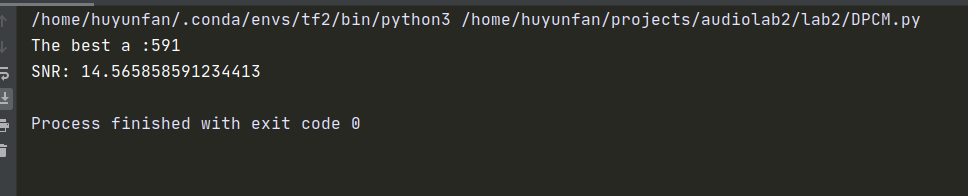 /home/huyunfan/.conda/envs/tf2/bin/python3 /home/huyunfan/projects/audiolab2/lab2/DPCM.py
The best a :591
SNR: 14.565858591234413
Process finished with exit code 0